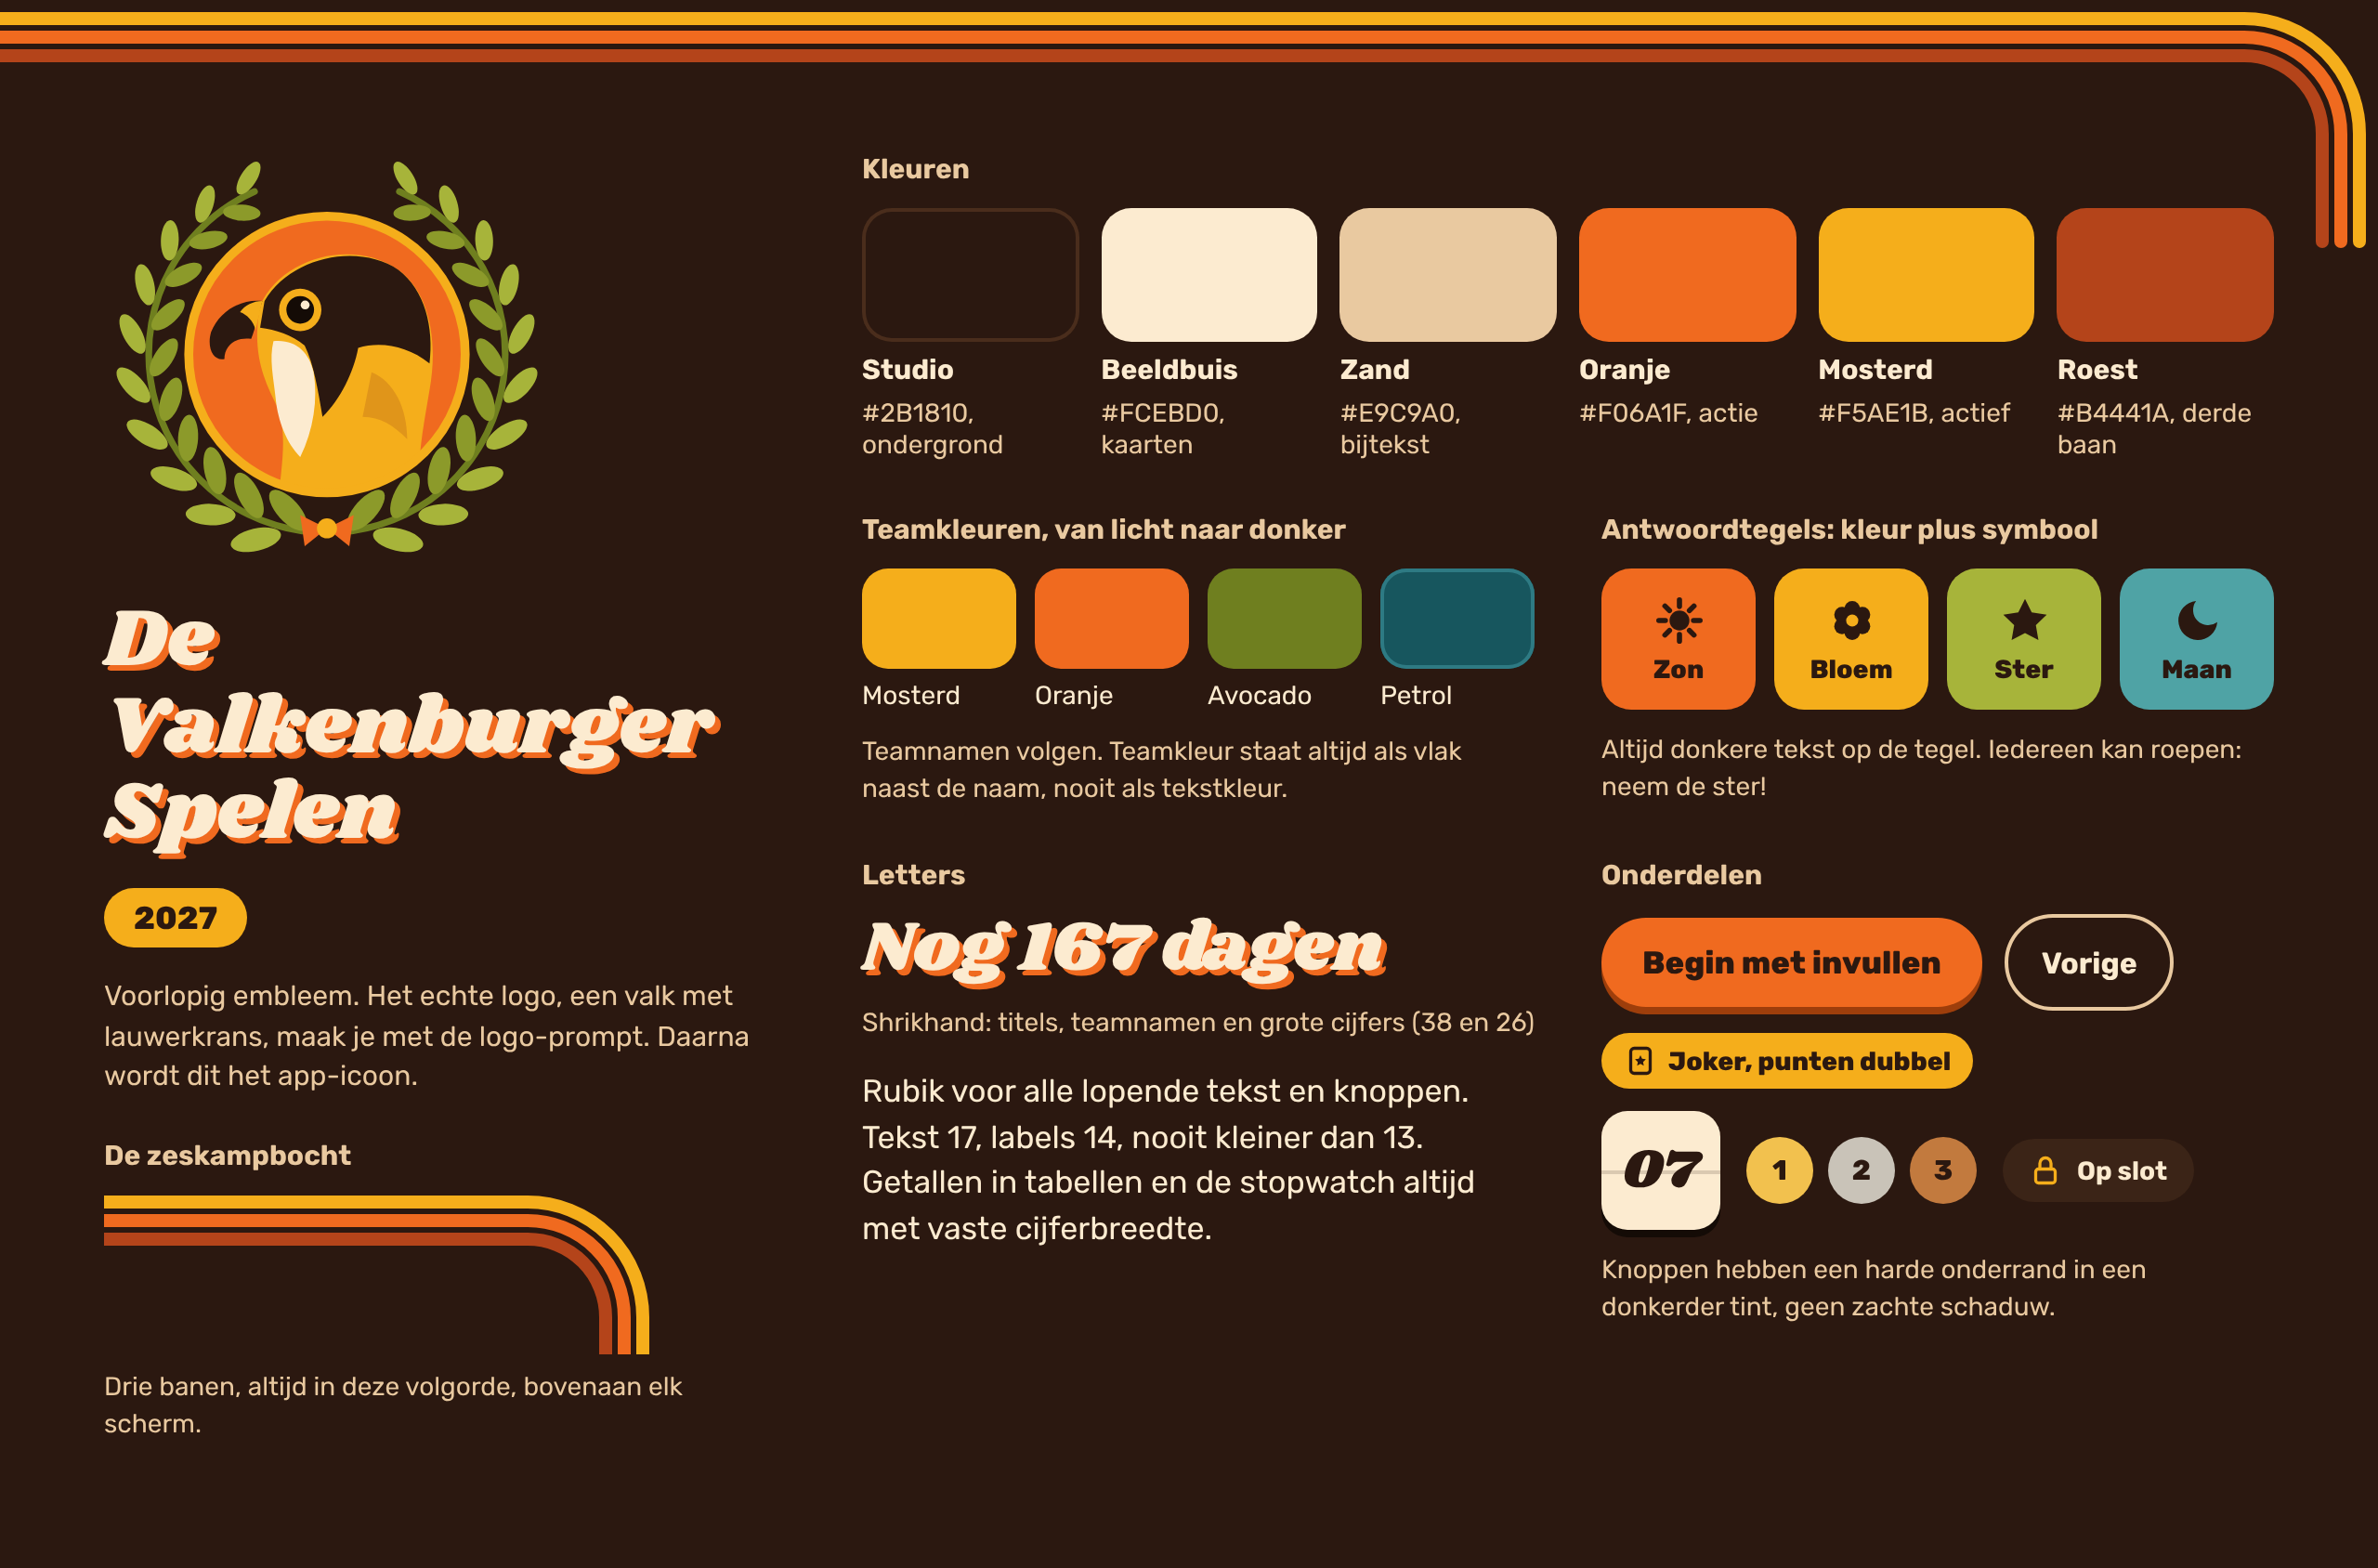 De
Valkenburger
Spelen
2027
Voorlopig embleem. Het echte logo, een valk met
lauwerkrans, maak je met de logo-prompt. Daarna
wordt dit het app-icoon.
De zeskampbocht
Drie banen, altijd in deze volgorde, bovenaan elk
scherm.
Kleuren
Studio
#2B1810,
ondergrond
Beeldbuis
#FCEBD0,
kaarten
Zand
#E9C9A0,
bijtekst
Oranje
#F06A1F, actie
Mosterd
#F5AE1B, actief
Roest
#B4441A, derde
baan
Teamkleuren, van licht naar donker
Mosterd
Oranje
Avocado
Petrol
Teamnamen volgen. Teamkleur staat altijd als vlak
naast de naam, nooit als tekstkleur.
Antwoordtegels: kleur plus symbool
Zon
Bloem
Ster
Maan
Altijd donkere tekst op de tegel. Iedereen kan roepen:
neem de ster!
Letters
Nog 167 dagen
Shrikhand: titels, teamnamen en grote cijfers (38 en 26)
Rubik voor alle lopende tekst en knoppen.
Tekst 17, labels 14, nooit kleiner dan 13.
Getallen in tabellen en de stopwatch altijd
met vaste cijferbreedte.
Onderdelen
Begin met invullen
Vorige
Joker, punten dubbel
07
1
2
3
Op slot
Knoppen hebben een harde onderrand in een
donkerder tint, geen zachte schaduw.